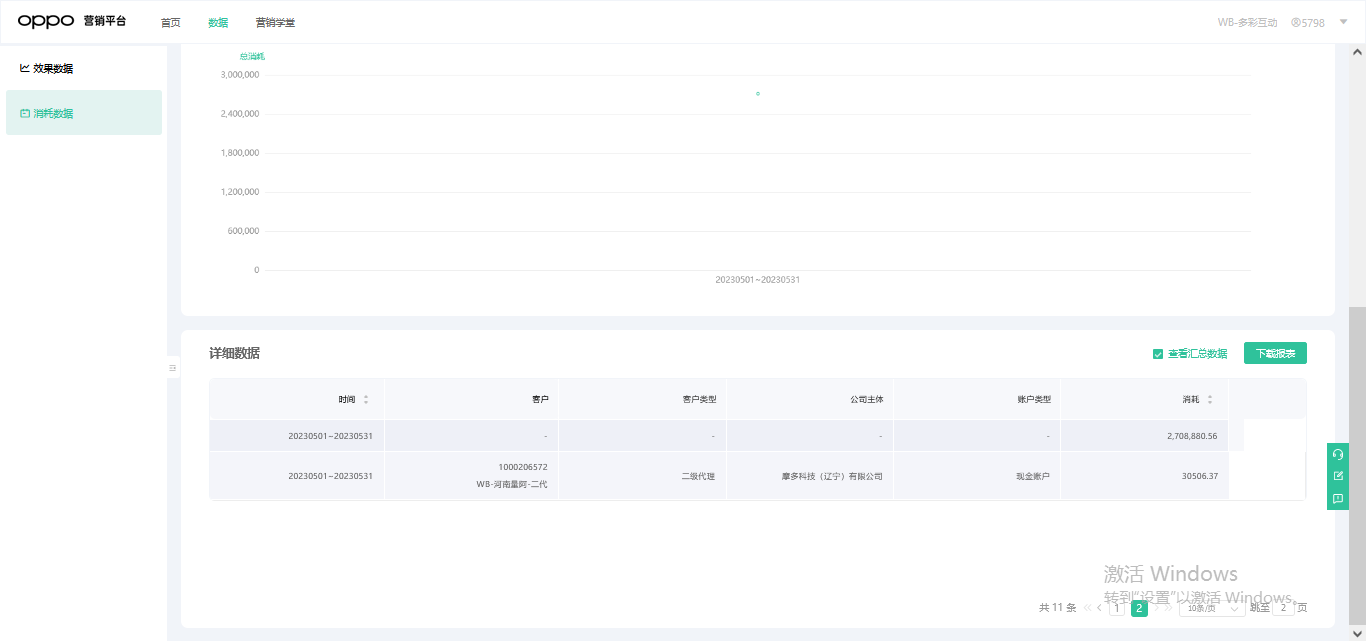 oppo 营销平台 首页 数据 营销学堂 WB-多彩互动 5798
效果数据
消耗数据
总消耗
3,000,000
2,400,000
1,800,000
1,200,000
600,000
0
20230501~20230531
详细数据 查看汇总数据 下载报表
时间 客户 客户类型 公司主体 账户类型 消耗
20230501~20230531 - - - - 2,708,880.56
20230501~20230531 1000206572 二级代理 摩多科技（辽宁）有限公司 现金账户 30506.37
WB-河南量阿-二代
激活 Windows
转到“设置”以激活 Windows。
共 11 条 << < 1 2 > >> 10条/页 跳至 2 页